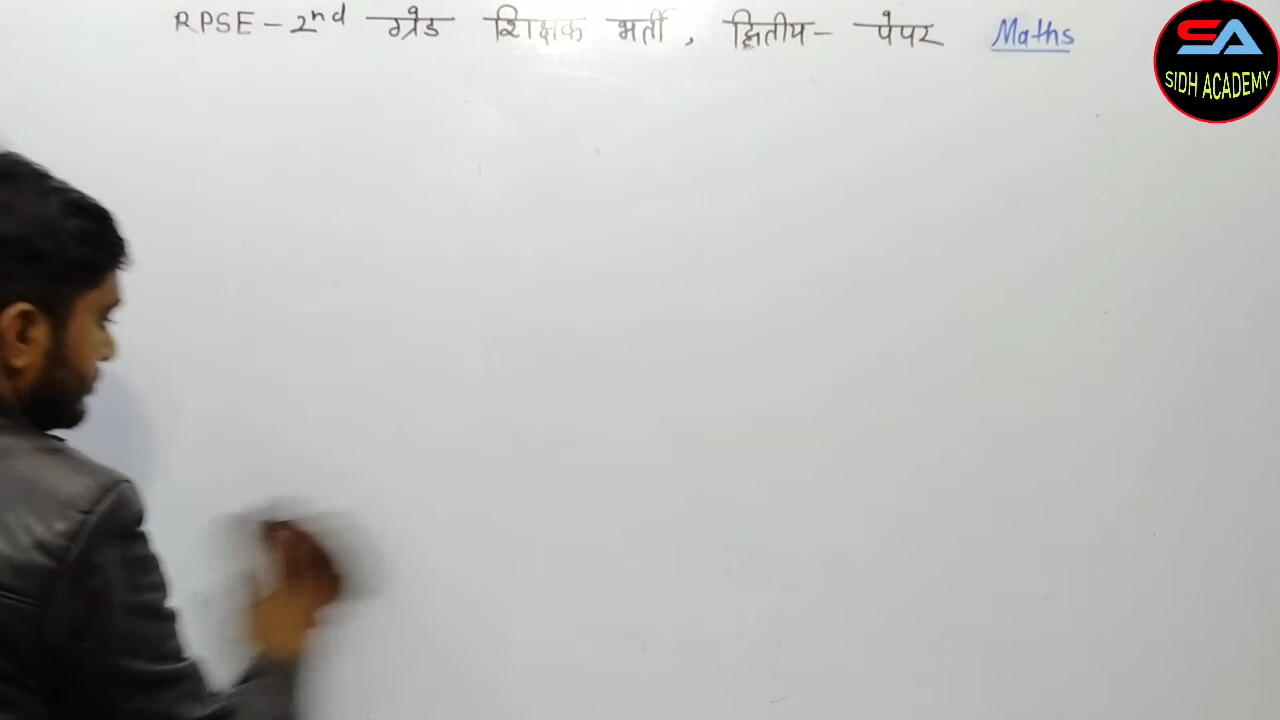 RPSE - 2nd ग्रेड शिक्षक भर्ती, द्वितीय - पेपर Maths
SA
SIDH ACADEMY